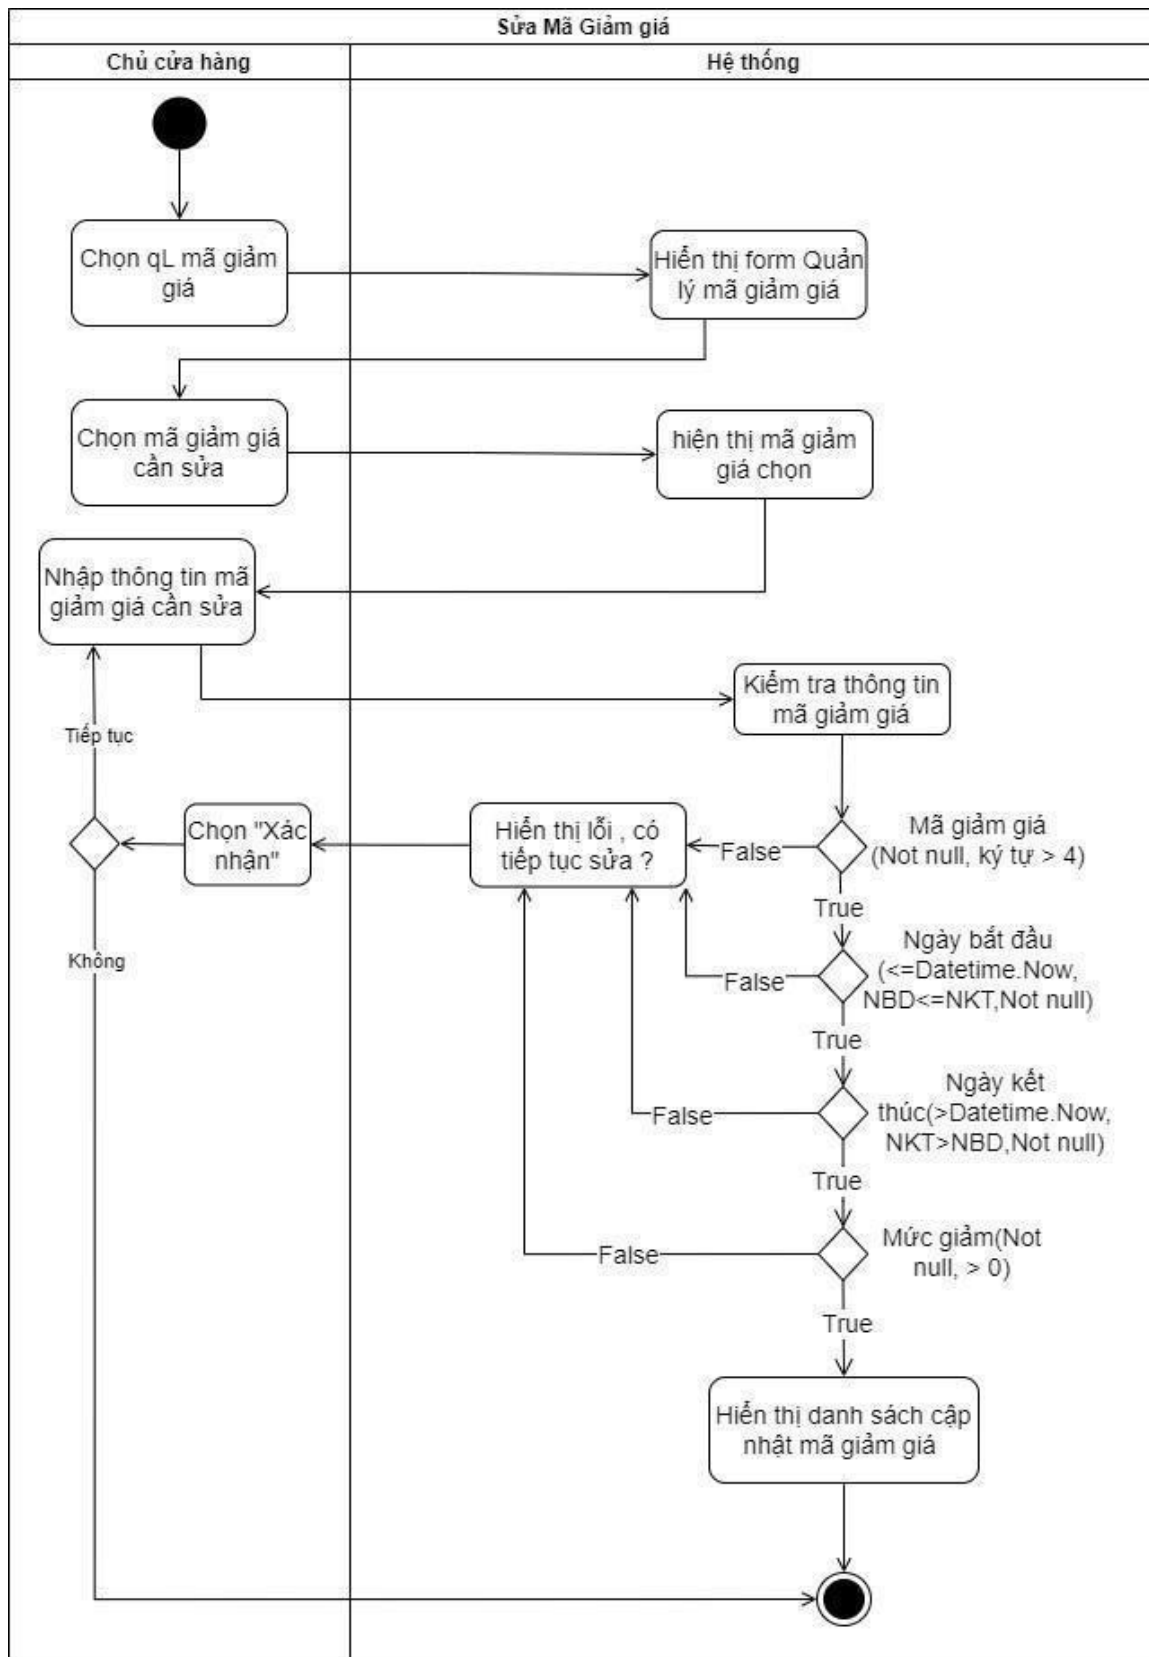 Sửa Mã Giảm giá
Chủ cửa hàng
Hệ thống
Chọn qL mã giảm
giá
Hiển thị form Quản
lý mã giảm giá
Chọn mã giảm giá
cần sửa
hiện thị mã giảm
giá chọn
Nhập thông tin mã
giảm giá cần sửa
Kiểm tra thông tin
mã giảm giá
Tiếp tục
Chọn "Xác
nhận"
Hiển thị lỗi , có
tiếp tục sửa ?
False
Mã giảm giá
(Not null, ký tự > 4)
True
Không
False
Ngày bắt đầu
(<=Datetime.Now,
NBD<=NKT,Not null)
True
False
Ngày kết
thúc(>Datetime.Now,
NKT>NBD,Not null)
True
False
Mức giảm(Not
null, > 0)
True
Hiển thị danh sách cập
nhật mã giảm giá